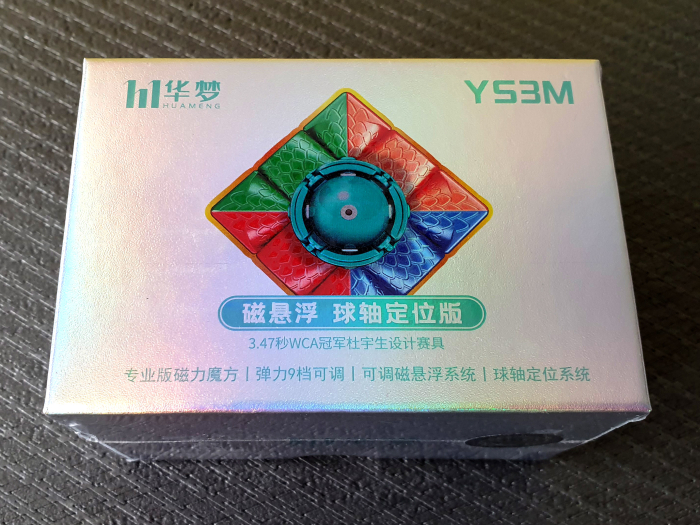 华梦
HUAMENG
YS3M
磁悬浮 球轴定位版
3.47秒WCA冠军杜宇生设计赛具
专业版磁力魔方 | 弹力9档可调 | 可调磁悬浮系统 | 球轴定位系统